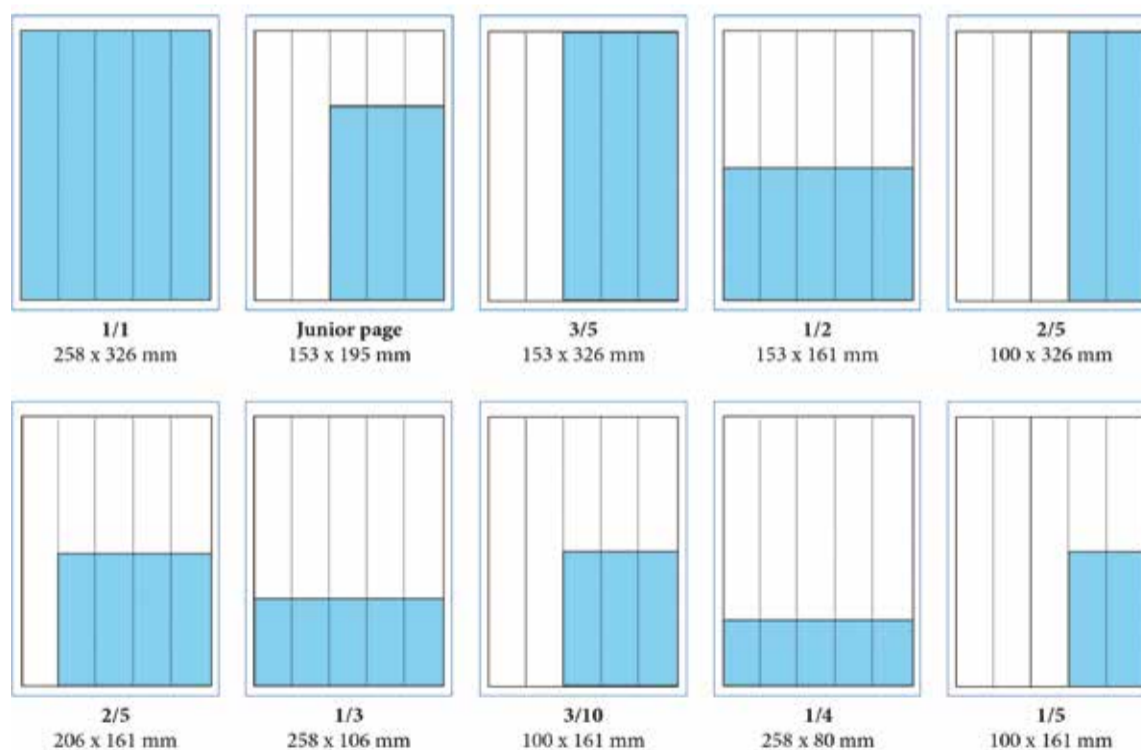 1/1
258 x 326 mm
Junior page
153 x 195 mm
3/5
153 x 326 mm
1/2
153 x 161 mm
2/5
100 x 326 mm
2/5
206 x 161 mm
1/3
258 x 106 mm
3/10
100 x 161 mm
1/4
258 x 80 mm
1/5
100 x 161 mm